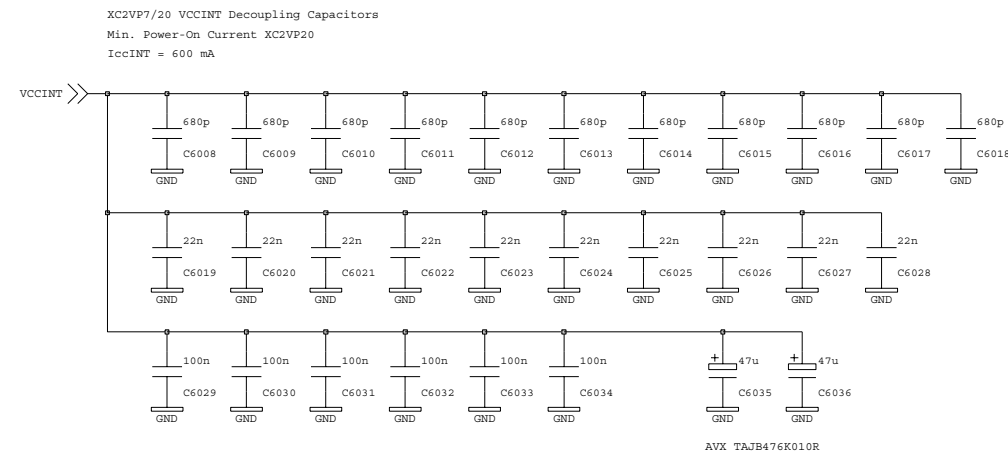 XC2VP7/20 VCCINT Decoupling Capacitors
Min. Power-On Current XC2VP20
IccINT = 600 mA
VCCINT
680p 680p 680p 680p 680p 680p 680p 680p 680p 680p 680p
C6008 C6009 C6010 C6011 C6012 C6013 C6014 C6015 C6016 C6017 C6018
GND GND GND GND GND GND GND GND GND GND GND
22n 22n 22n 22n 22n 22n 22n 22n 22n 22n
C6019 C6020 C6021 C6022 C6023 C6024 C6025 C6026 C6027 C6028
GND GND GND GND GND GND GND GND GND GND
100n 100n 100n 100n 100n 100n + 47u + 47u
C6029 C6030 C6031 C6032 C6033 C6034 C6035 C6036
GND GND GND GND GND GND GND GND
AVX TAJB476K010R